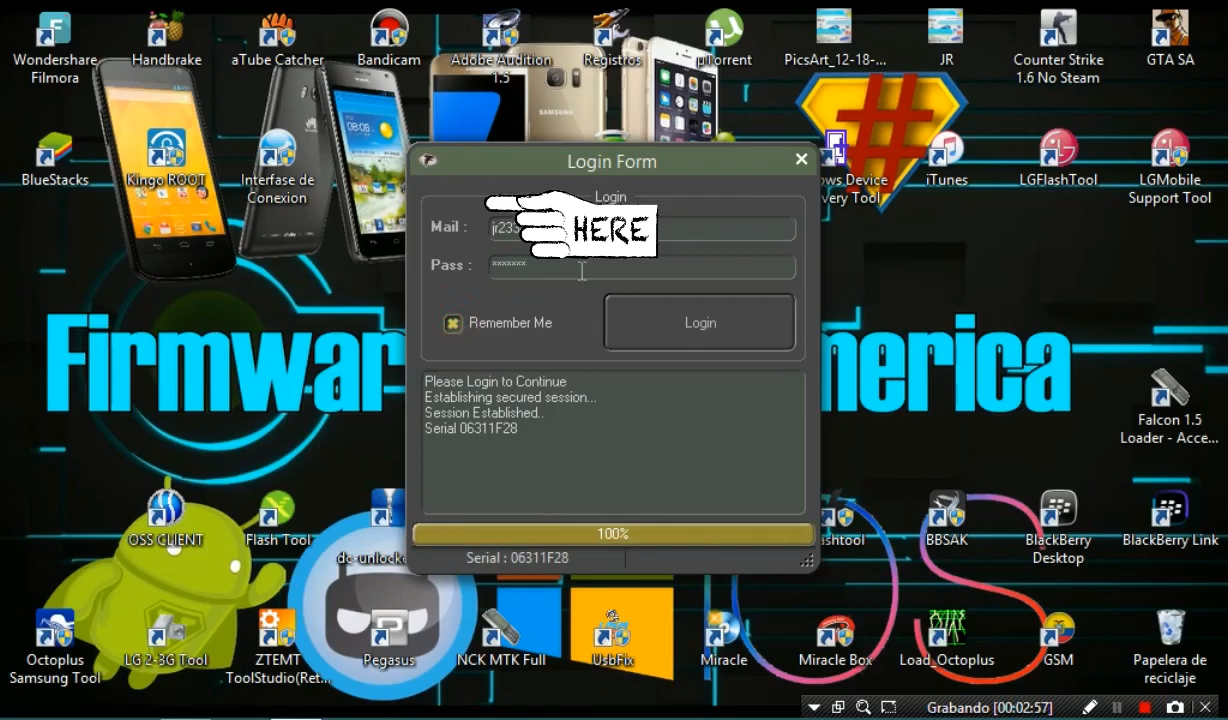 Wondershare
Filmora
Handbrake
aTube Catcher
Bandicam
Adobe Audition
1.5
Registros
µTorrent
PicsArt_12-18-...
JR
Counter Strike
1.6 No Steam
GTA SA
SAMSUNG
HUAWEI
08:08
#
BlueStacks
Kingo ROOT
Interfase de
Conexion
iTunes
LGFlashTool
LGMobile
Support Tool
Login Form
Login
Mail :
HERE
Pass :
*******
Remember Me
Login
Please Login to Continue
Establishing secured session...
Session Established..
Serial 06311F28
100%
Serial : 06311F28
Falcon 1.5
Loader - Acce...
OSS CLIENT
Flash Tool
BBSAK
BlackBerry
Desktop
BlackBerry Link
Octoplus
Samsung Tool
LG 2-3G Tool
ZTEMT
ToolStudio(Ret...
Pegasus
NCK MTK Full
UsbFix
Miracle
Miracle Box
Load_Octoplus
GSM
Papelera de
reciclaje
Grabando [00:02:57]